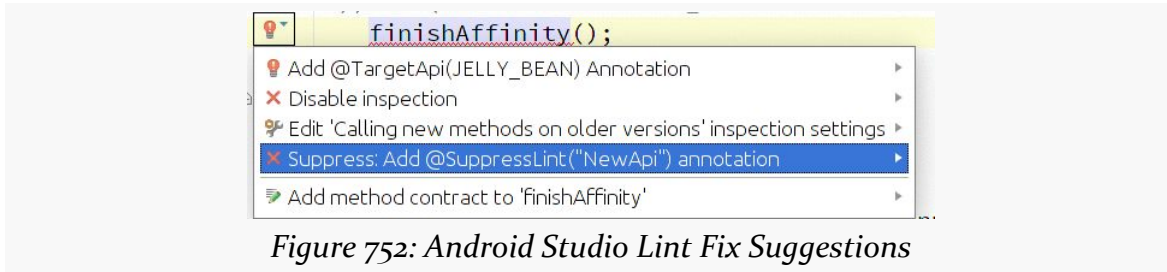 finishAffinity();
Add @TargetApi(JELLY_BEAN) Annotation
Disable inspection
Edit 'Calling new methods on older versions' inspection settings
Suppress: Add @SuppressLint("NewApi") annotation
Add method contract to 'finishAffinity'
Figure 752: Android Studio Lint Fix Suggestions